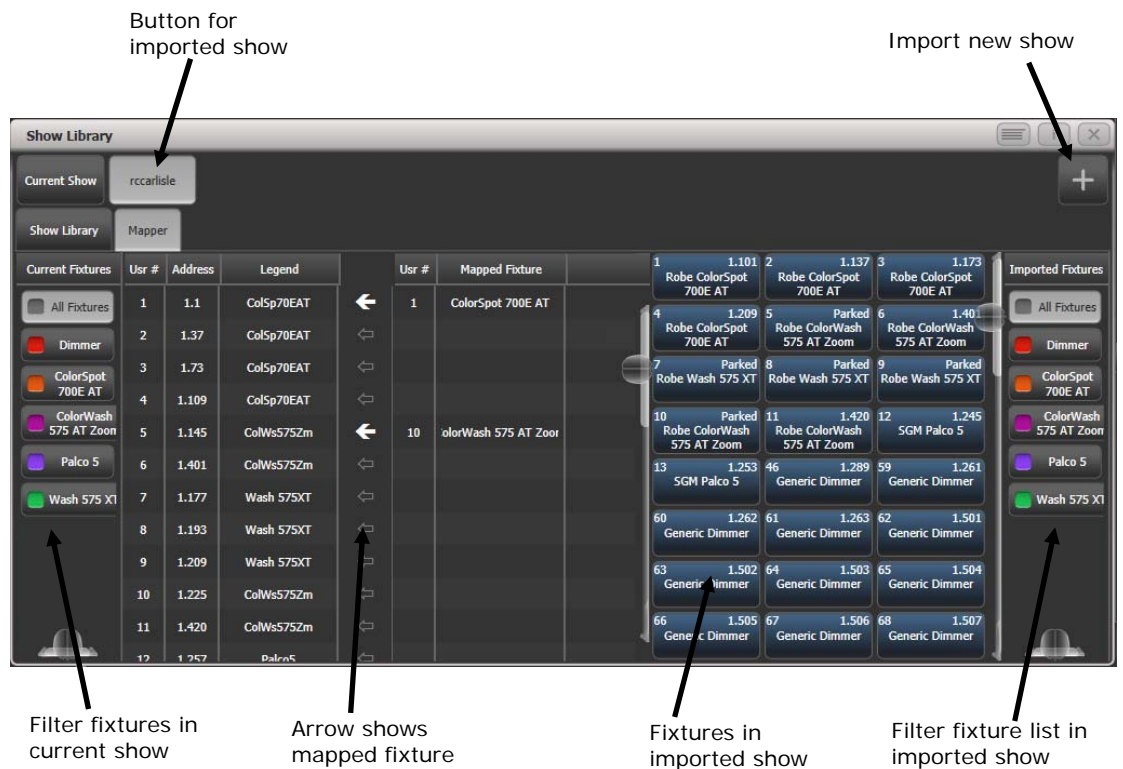 Button for
imported show
Import new show
Show Library
Current Show
rccarlisle
Show Library
Mapper
Current Fixtures
Usr #
Address
Legend
Usr #
Mapped Fixture
Imported Fixtures
All Fixtures
Dimmer
ColorSpot
700E AT
ColorWash
575 AT Zoom
Palco 5
Wash 575 XT
1 1.1 ColSp70EAT 1 ColorSpot 700E AT
2 1.37 ColSp70EAT
3 1.73 ColSp70EAT
4 1.109 ColSp70EAT
5 1.145 ColWs575Zm 10 olorWash 575 AT Zoor
6 1.401 ColWs575Zm
7 1.177 Wash 575XT
8 1.193 Wash 575XT
9 1.209 Wash 575XT
10 1.225 ColWs575Zm
11 1.420 ColWs575Zm
12 1.257 Palco5
1 1.101
Robe ColorSpot
700E AT
2 1.137
Robe ColorSpot
700E AT
3 1.173
Robe ColorSpot
700E AT
4 1.209
Robe ColorSpot
700E AT
5 Parked
Robe ColorWash
575 AT Zoom
6 1.401
Robe ColorWash
575 AT Zoom
7 Parked
Robe Wash 575 XT
8 Parked
Robe Wash 575 XT
9 Parked
Robe Wash 575 XT
10 Parked
Robe ColorWash
575 AT Zoom
11 1.420
Robe ColorWash
575 AT Zoom
12 1.245
SGM Palco 5
13 1.253
SGM Palco 5
46 1.289
Generic Dimmer
59 1.261
Generic Dimmer
60 1.262
Generic Dimmer
61 1.263
Generic Dimmer
62 1.501
Generic Dimmer
63 1.502
Generic Dimmer
64 1.503
Generic Dimmer
65 1.504
Generic Dimmer
66 1.505
Generic Dimmer
67 1.506
Generic Dimmer
68 1.507
Generic Dimmer
All Fixtures
Dimmer
ColorSpot
700E AT
ColorWash
575 AT Zoom
Palco 5
Wash 575 XT
Filter fixtures in
current show
Arrow shows
mapped fixture
Fixtures in
imported show
Filter fixture list in
imported show